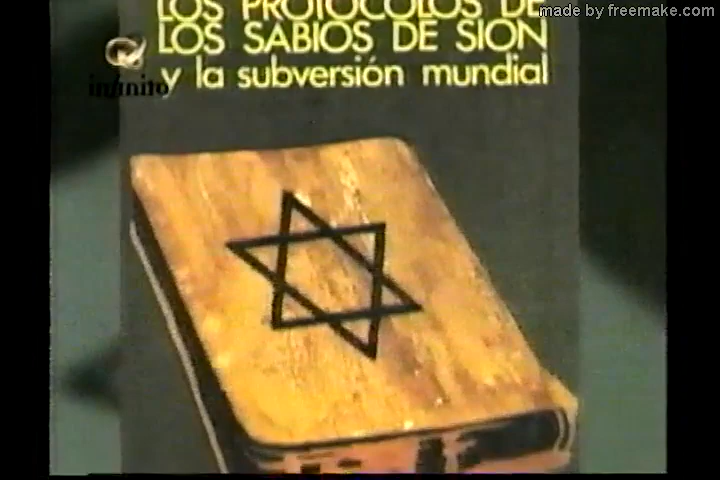 LOS PROTOCOLOS DE
LOS SABIOS DE SION
y la subversión mundial
infinito
made by freemake.com